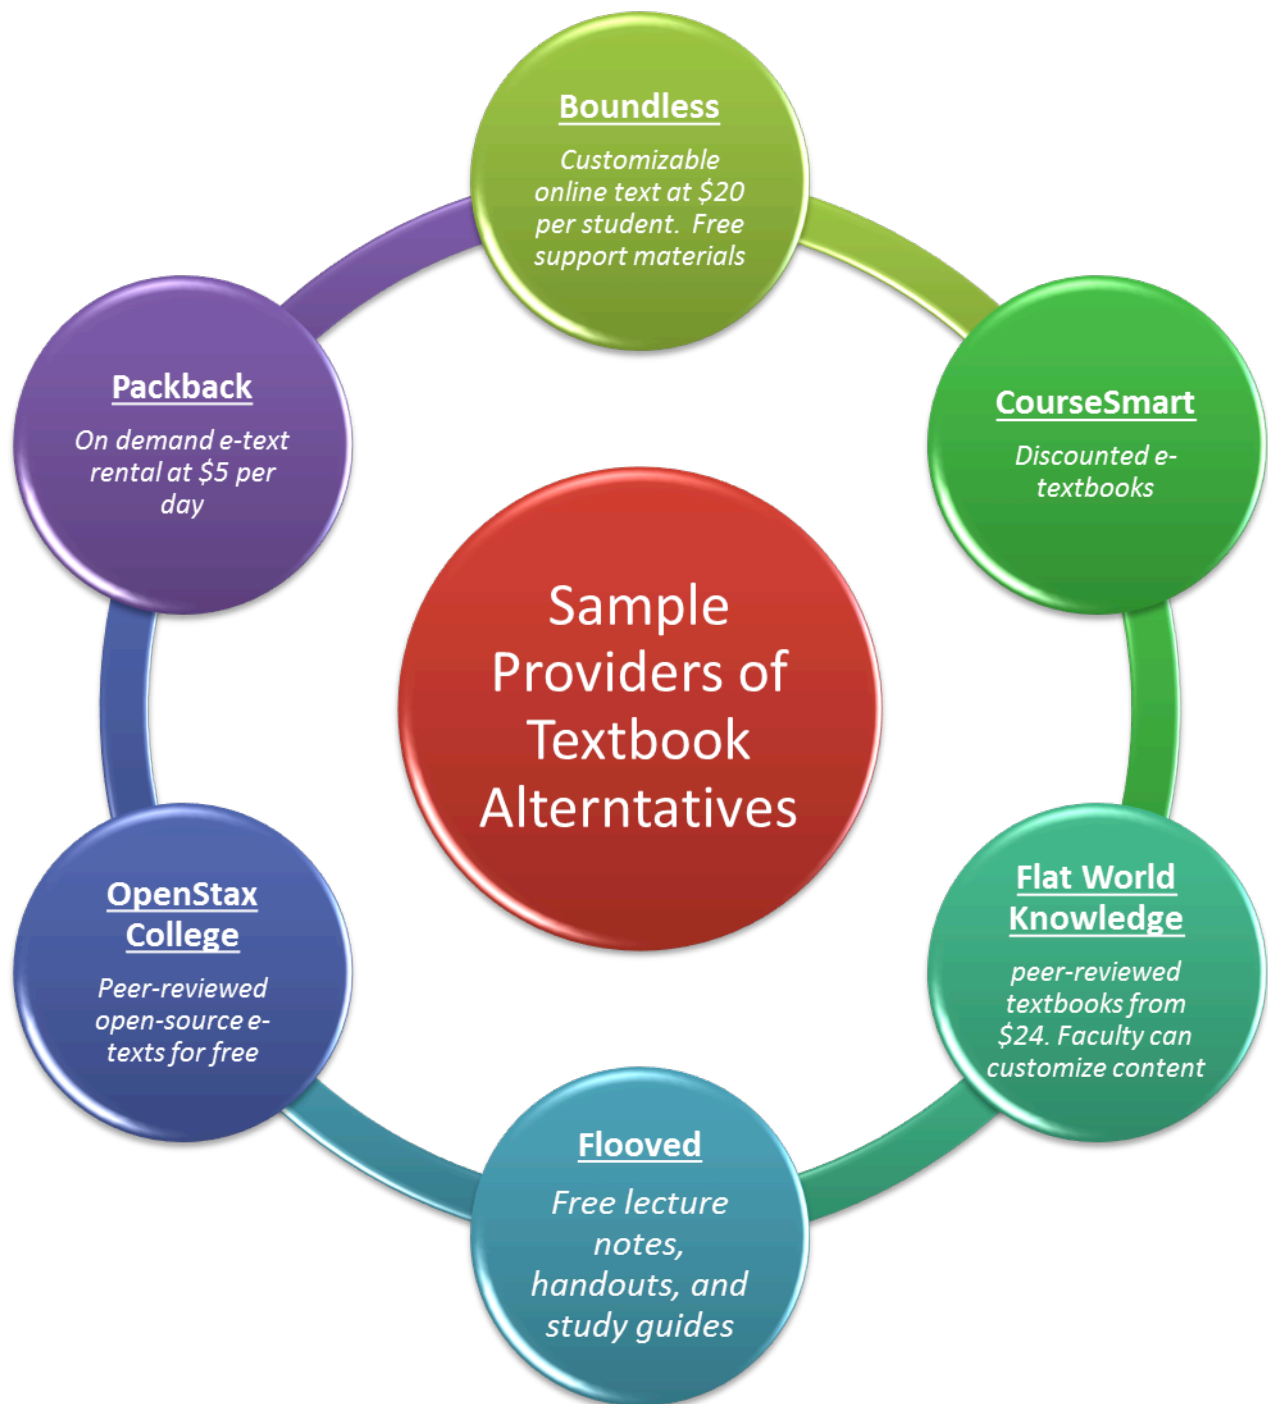 Boundless
Customizable
online text at $20
per student.  Free
support materials
CourseSmart
Discounted e-
textbooks
Flat World
Knowledge
peer-reviewed
textbooks from
$24. Faculty can
customize content
Flooved
Free lecture
notes,
handouts, and
study guides
OpenStax
College
Peer-reviewed
open-source e-
texts for free
Packback
On demand e-text
rental at $5 per
day
Sample
Providers of
Textbook
Alterntatives